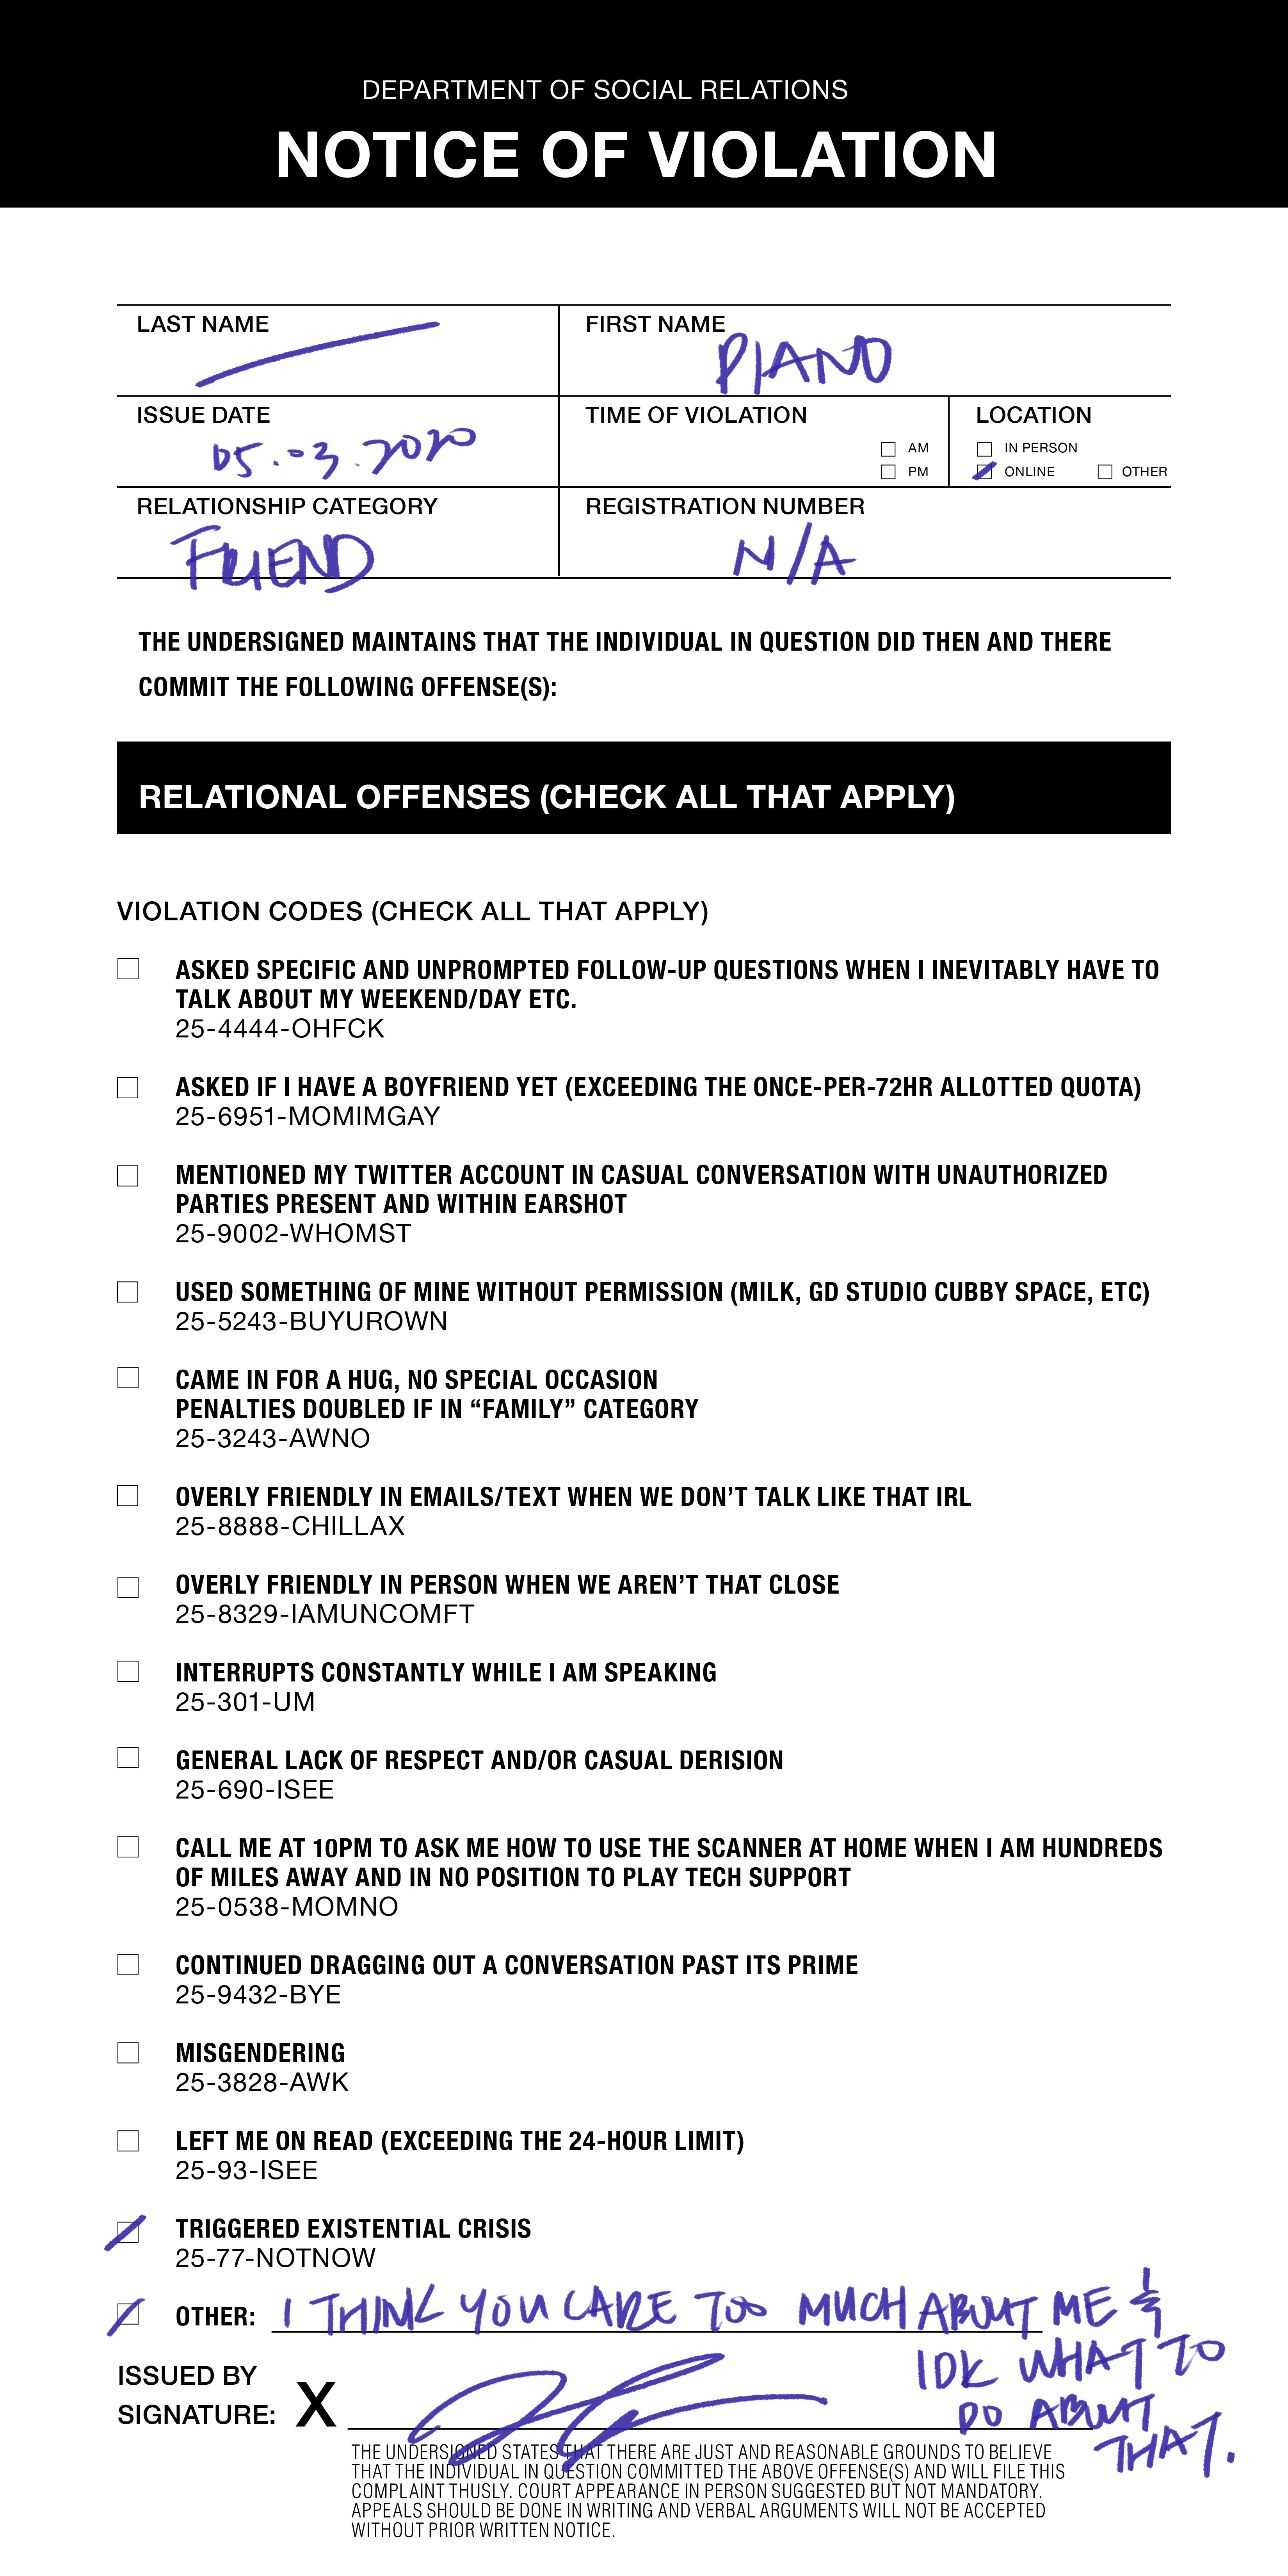 DEPARTMENT OF SOCIAL RELATIONS
NOTICE OF VIOLATION
LAST NAME
FIRST NAME
PIANO
ISSUE DATE
05.03.2020
TIME OF VIOLATION
AM
PM
LOCATION
IN PERSON
ONLINE
OTHER
RELATIONSHIP CATEGORY
FRIEND
REGISTRATION NUMBER
N/A
THE UNDERSIGNED MAINTAINS THAT THE INDIVIDUAL IN QUESTION DID THEN AND THERE
COMMIT THE FOLLOWING OFFENSE(S):
RELATIONAL OFFENSES (CHECK ALL THAT APPLY)
VIOLATION CODES (CHECK ALL THAT APPLY)
ASKED SPECIFIC AND UNPROMPTED FOLLOW-UP QUESTIONS WHEN I INEVITABLY HAVE TO
TALK ABOUT MY WEEKEND/DAY ETC.
25-4444-OHFCK
ASKED IF I HAVE A BOYFRIEND YET (EXCEEDING THE ONCE-PER-72HR ALLOTTED QUOTA)
25-6951-MOMIMGAY
MENTIONED MY TWITTER ACCOUNT IN CASUAL CONVERSATION WITH UNAUTHORIZED
PARTIES PRESENT AND WITHIN EARSHOT
25-9002-WHOMST
USED SOMETHING OF MINE WITHOUT PERMISSION (MILK, GD STUDIO CUBBY SPACE, ETC)
25-5243-BUYUROWN
CAME IN FOR A HUG, NO SPECIAL OCCASION
PENALTIES DOUBLED IF IN “FAMILY” CATEGORY
25-3243-AWNO
OVERLY FRIENDLY IN EMAILS/TEXT WHEN WE DON’T TALK LIKE THAT IRL
25-8888-CHILLAX
OVERLY FRIENDLY IN PERSON WHEN WE AREN’T THAT CLOSE
25-8329-IAMUNCOMFT
INTERRUPTS CONSTANTLY WHILE I AM SPEAKING
25-301-UM
GENERAL LACK OF RESPECT AND/OR CASUAL DERISION
25-690-ISEE
CALL ME AT 10PM TO ASK ME HOW TO USE THE SCANNER AT HOME WHEN I AM HUNDREDS
OF MILES AWAY AND IN NO POSITION TO PLAY TECH SUPPORT
25-0538-MOMNO
CONTINUED DRAGGING OUT A CONVERSATION PAST ITS PRIME
25-9432-BYE
MISGENDERING
25-3828-AWK
LEFT ME ON READ (EXCEEDING THE 24-HOUR LIMIT)
25-93-ISEE
TRIGGERED EXISTENTIAL CRISIS
25-77-NOTNOW
OTHER: I THINK YOU CARE TOO MUCH ABOUT ME &
IDK WHAT TO
DO ABOUT
THAT.
ISSUED BY
SIGNATURE: X
THE UNDERSIGNED STATES THAT THERE ARE JUST AND REASONABLE GROUNDS TO BELIEVE
THAT THE INDIVIDUAL IN QUESTION COMMITTED THE ABOVE OFFENSE(S) AND WILL FILE THIS
COMPLAINT THUSLY. COURT APPEARANCE IN PERSON SUGGESTED BUT NOT MANDATORY.
APPEALS SHOULD BE DONE IN WRITING AND VERBAL ARGUMENTS WILL NOT BE ACCEPTED
WITHOUT PRIOR WRITTEN NOTICE.